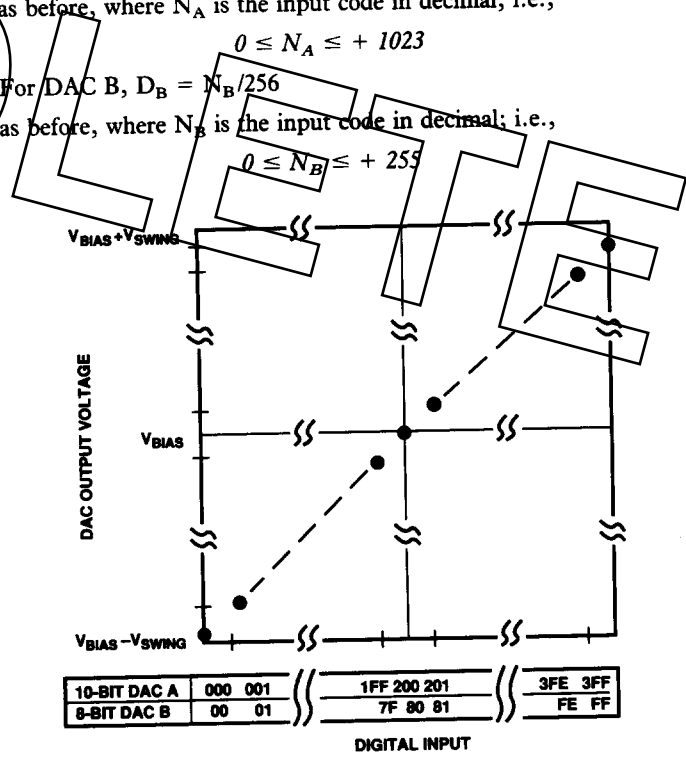 as before, where N_A is the input code in decimal; i.e.,
0 ≤ N_A ≤ + 1023
For DAC B, D_B = N_B/256
as before, where N_B is the input code in decimal; i.e.,
0 ≤ N_B ≤ + 255
V_BIAS+V_SWING
DAC OUTPUT VOLTAGE
V_BIAS
V_BIAS−V_SWING
10-BIT DAC A 000 001 1FF 200 201 3FE 3FF
8-BIT DAC B 00 01 7F 80 81 FE FF
DIGITAL INPUT
LETE